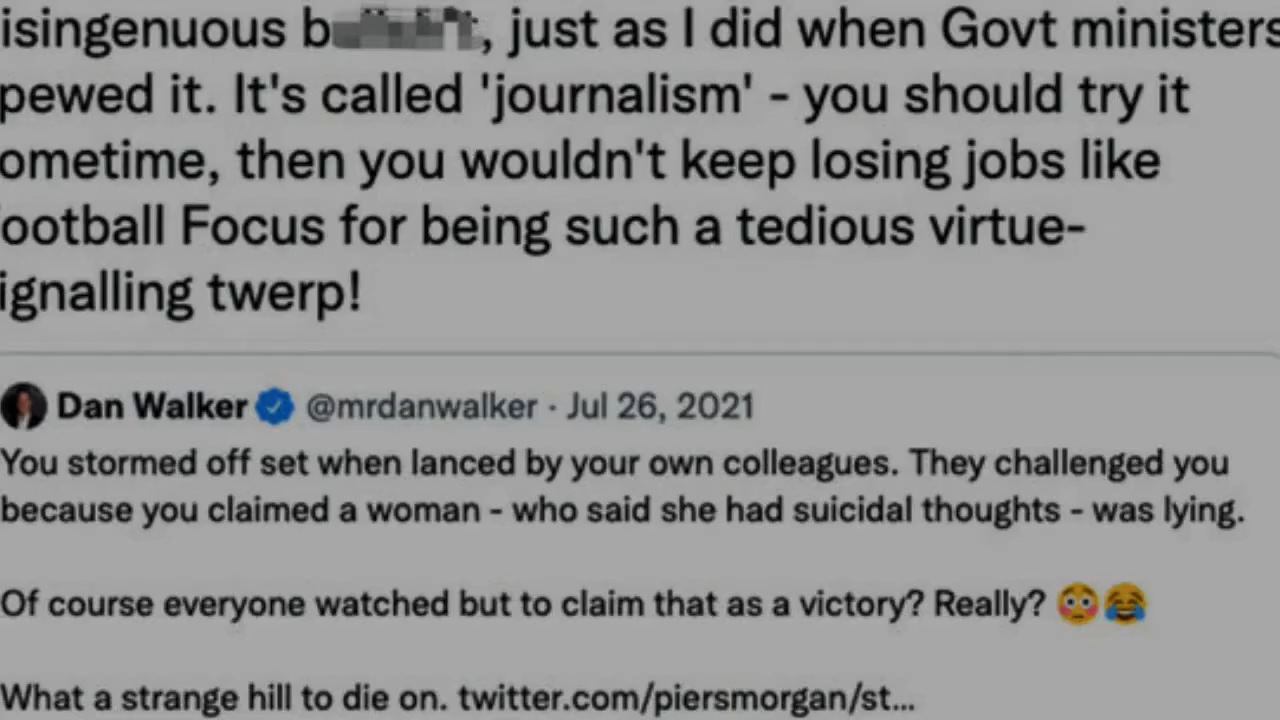 isingenuous b, just as I did when Govt ministers
pewed it. It's called 'journalism' - you should try it
ometime, then you wouldn't keep losing jobs like
ootball Focus for being such a tedious virtue-
ignalling twerp!
Dan Walker @mrdanwalker · Jul 26, 2021
You stormed off set when lanced by your own colleagues. They challenged you
because you claimed a woman - who said she had suicidal thoughts - was lying.
Of course everyone watched but to claim that as a victory? Really? 😳😂
What a strange hill to die on. twitter.com/piersmorgan/st...